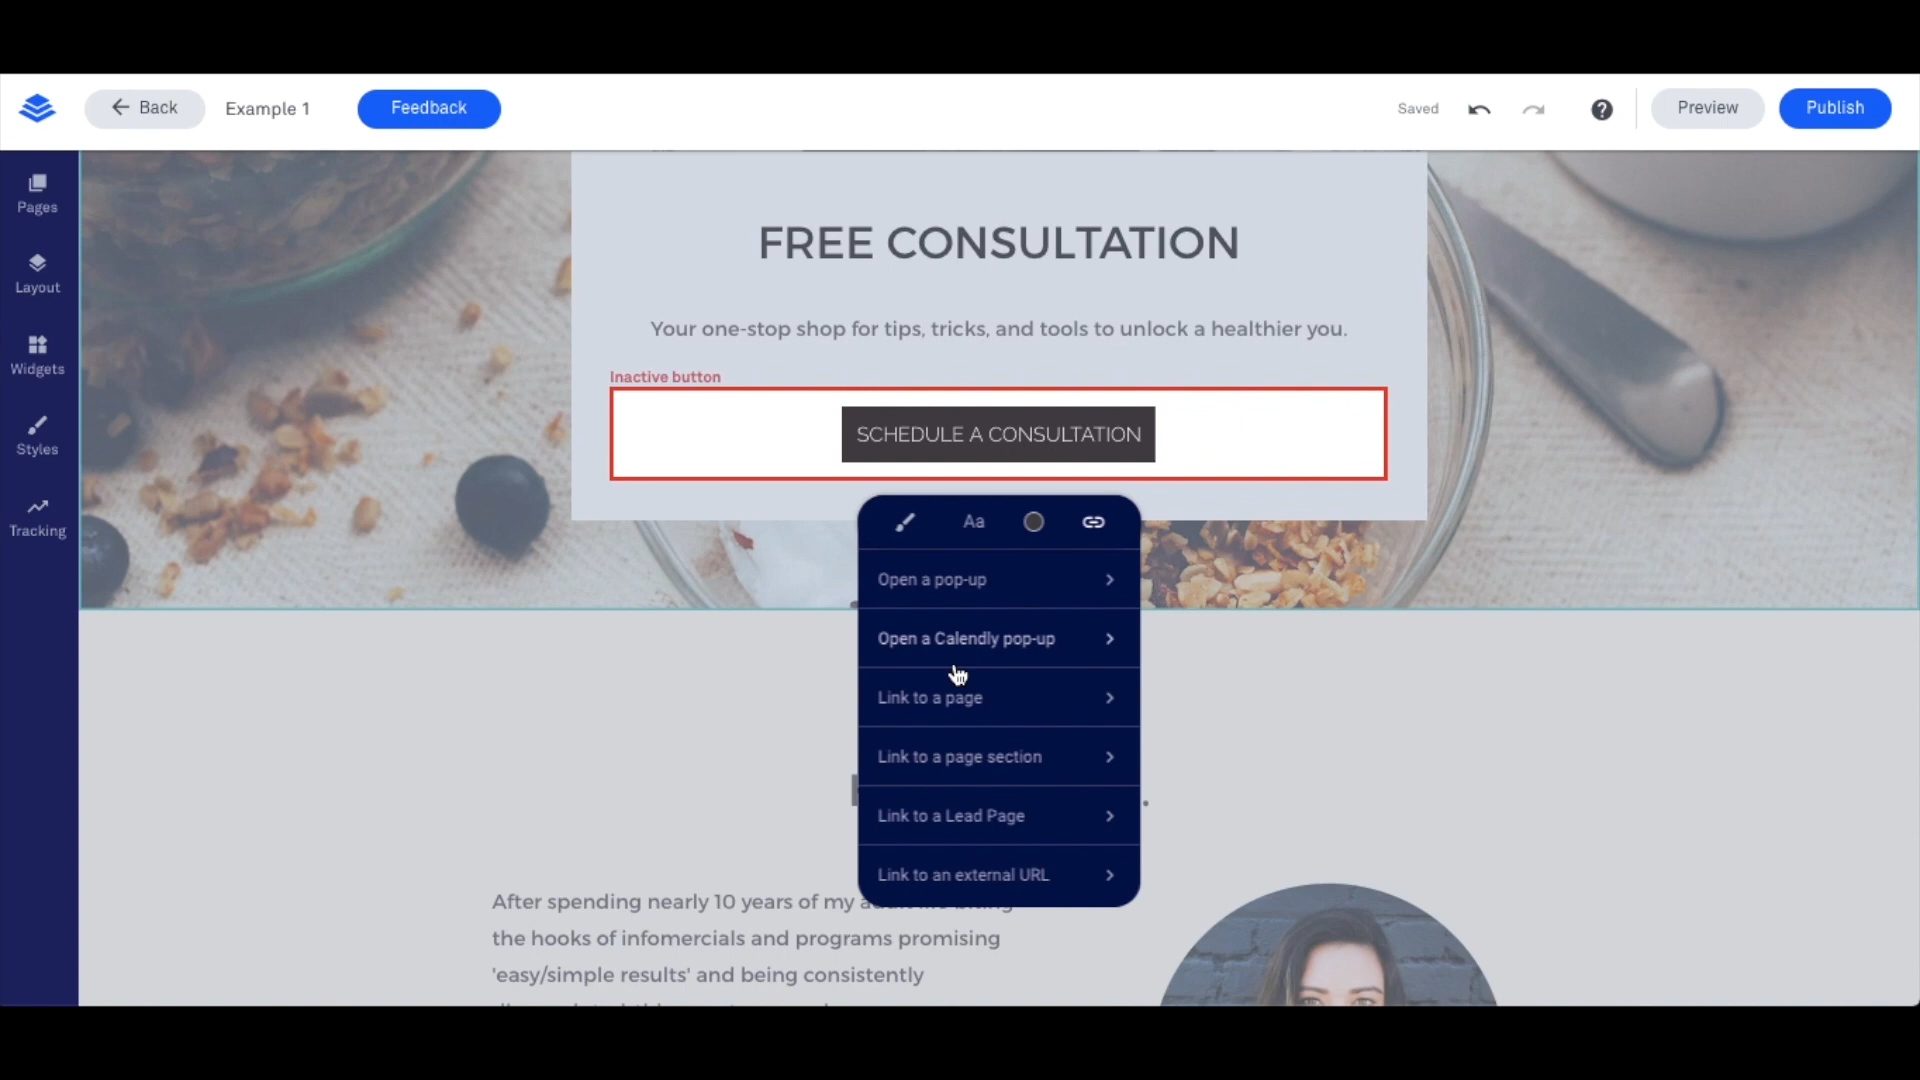 Back
Example 1
Feedback
Saved
Preview
Publish
Pages
Layout
Widgets
Styles
Tracking
FREE CONSULTATION
Your one-stop shop for tips, tricks, and tools to unlock a healthier you.
Inactive button
SCHEDULE A CONSULTATION
Aa
Open a pop-up
Open a Calendly pop-up
Link to a page
Link to a page section
Link to a Lead Page
Link to an external URL
After spending nearly 10 years of my
the hooks of infomercials and programs promising
'easy/simple results' and being consistently